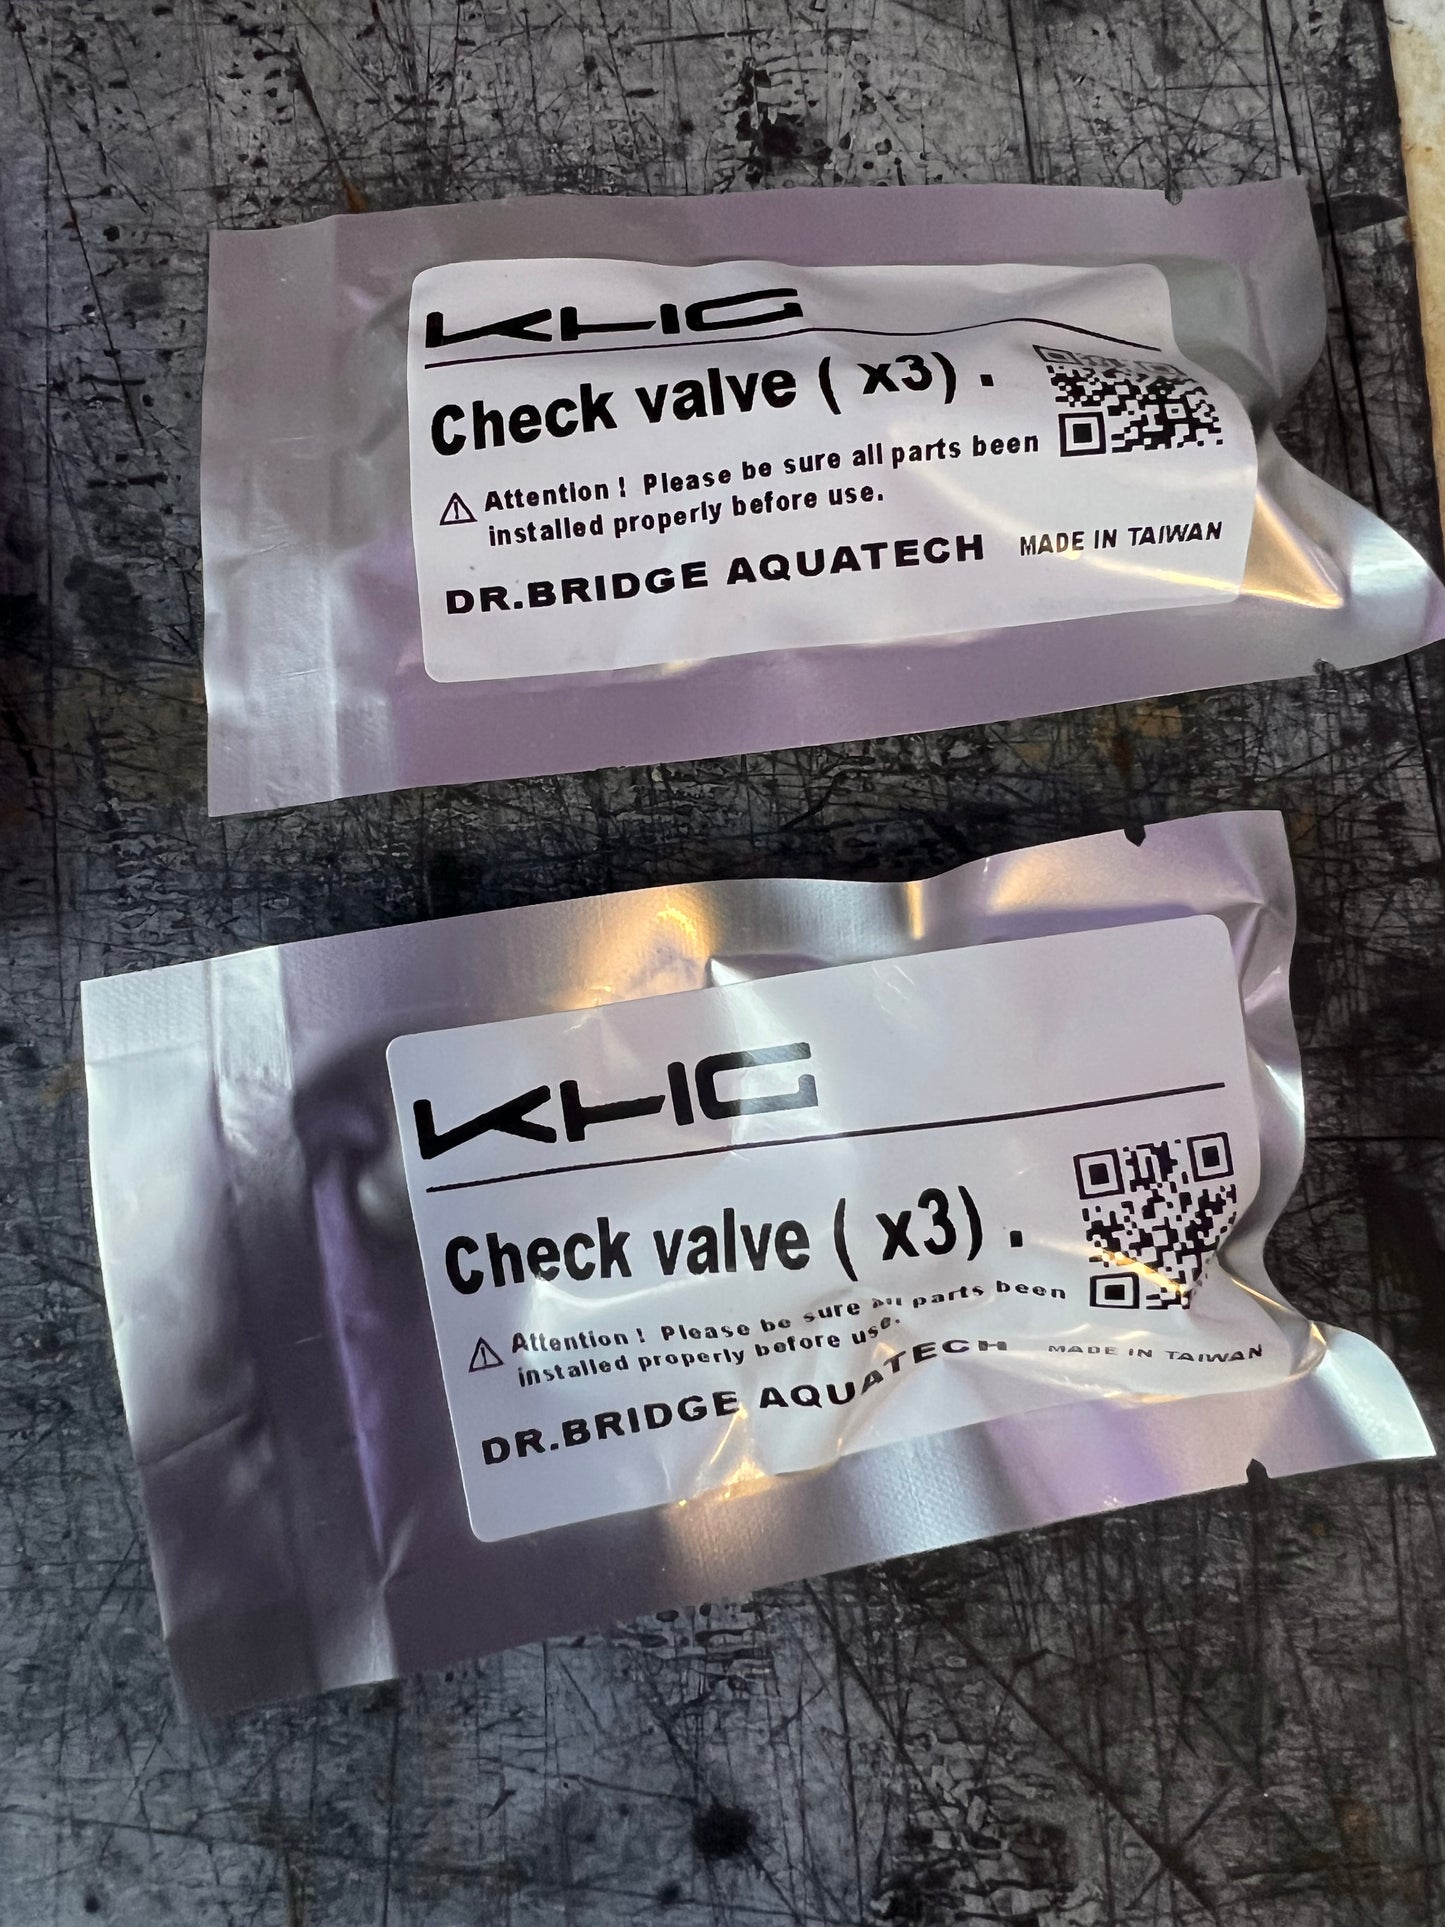 KHG
Check valve ( x3) .
⚠ Attention ! Please be sure all parts been
installed properly before use.
DR.BRIDGE AQUATECH MADE IN TAIWAN
KHG
Check valve ( x3) .
⚠ Attention ! Please be sure all parts been
installed properly before use.
DR.BRIDGE AQUATECH MADE IN TAIWAN